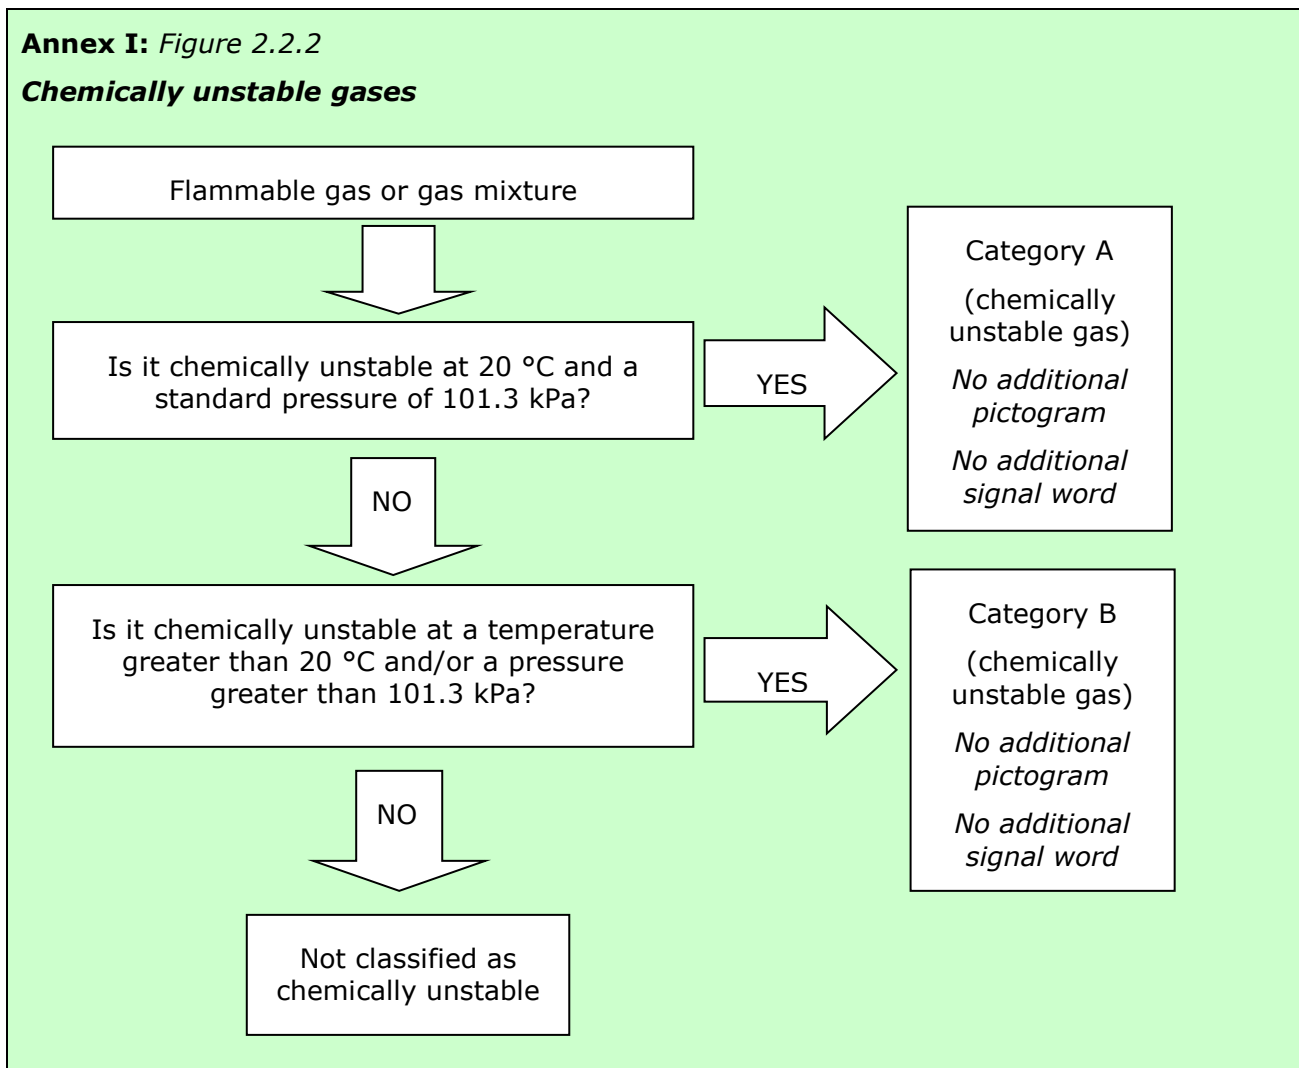 Annex I: Figure 2.2.2
Chemically unstable gases
Flammable gas or gas mixture
Is it chemically unstable at 20 °C and a
standard pressure of 101.3 kPa?
YES
Category A
(chemically
unstable gas)
No additional
pictogram
No additional
signal word
NO
Is it chemically unstable at a temperature
greater than 20 °C and/or a pressure
greater than 101.3 kPa?
YES
Category B
(chemically
unstable gas)
No additional
pictogram
No additional
signal word
NO
Not classified as
chemically unstable